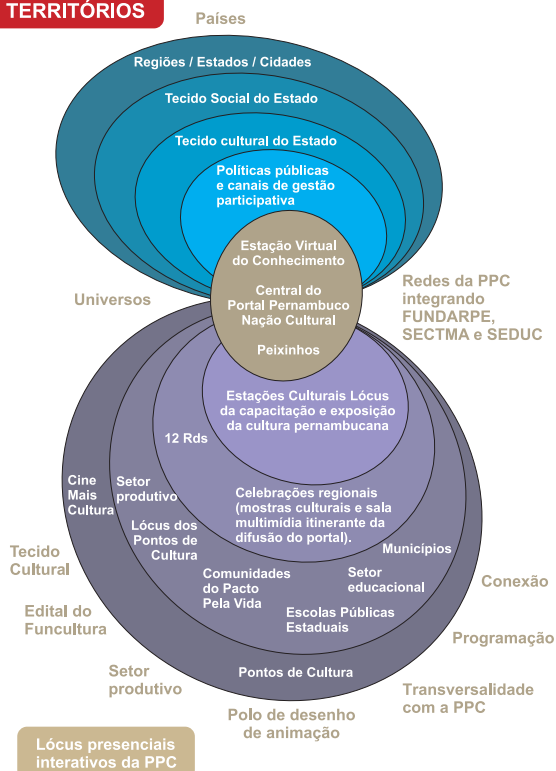 TERRITÓRIOS
Países
Regiões / Estados / Cidades
Tecido Social do Estado
Tecido cultural do Estado
Políticas públicas
e canais de gestão
participativa
Estação Virtual
do Conhecimento
Central do
Portal Pernambuco
Nação Cultural
Peixinhos
Universos
Redes da PPC
integrando
FUNDARPE,
SECTMA e SEDUC
Estações Culturais Lócus
da capacitação e exposição
da cultura pernambucana
12 Rds
Cine
Mais
Cultura
Setor
produtivo
Lócus dos
Pontos de
Cultura
Celebrações regionais
(mostras culturais e sala
multimídia itinerante da
difusão do portal).
Municípios
Comunidades
do Pacto
Pela Vida
Setor
educacional
Escolas Públicas
Estaduais
Pontos de Cultura
Tecido
Cultural
Edital do
Funcultura
Setor
produtivo
Polo de desenho
de animação
Conexão
Programação
Transversalidade
com a PPC
Lócus presenciais
interativos da PPC